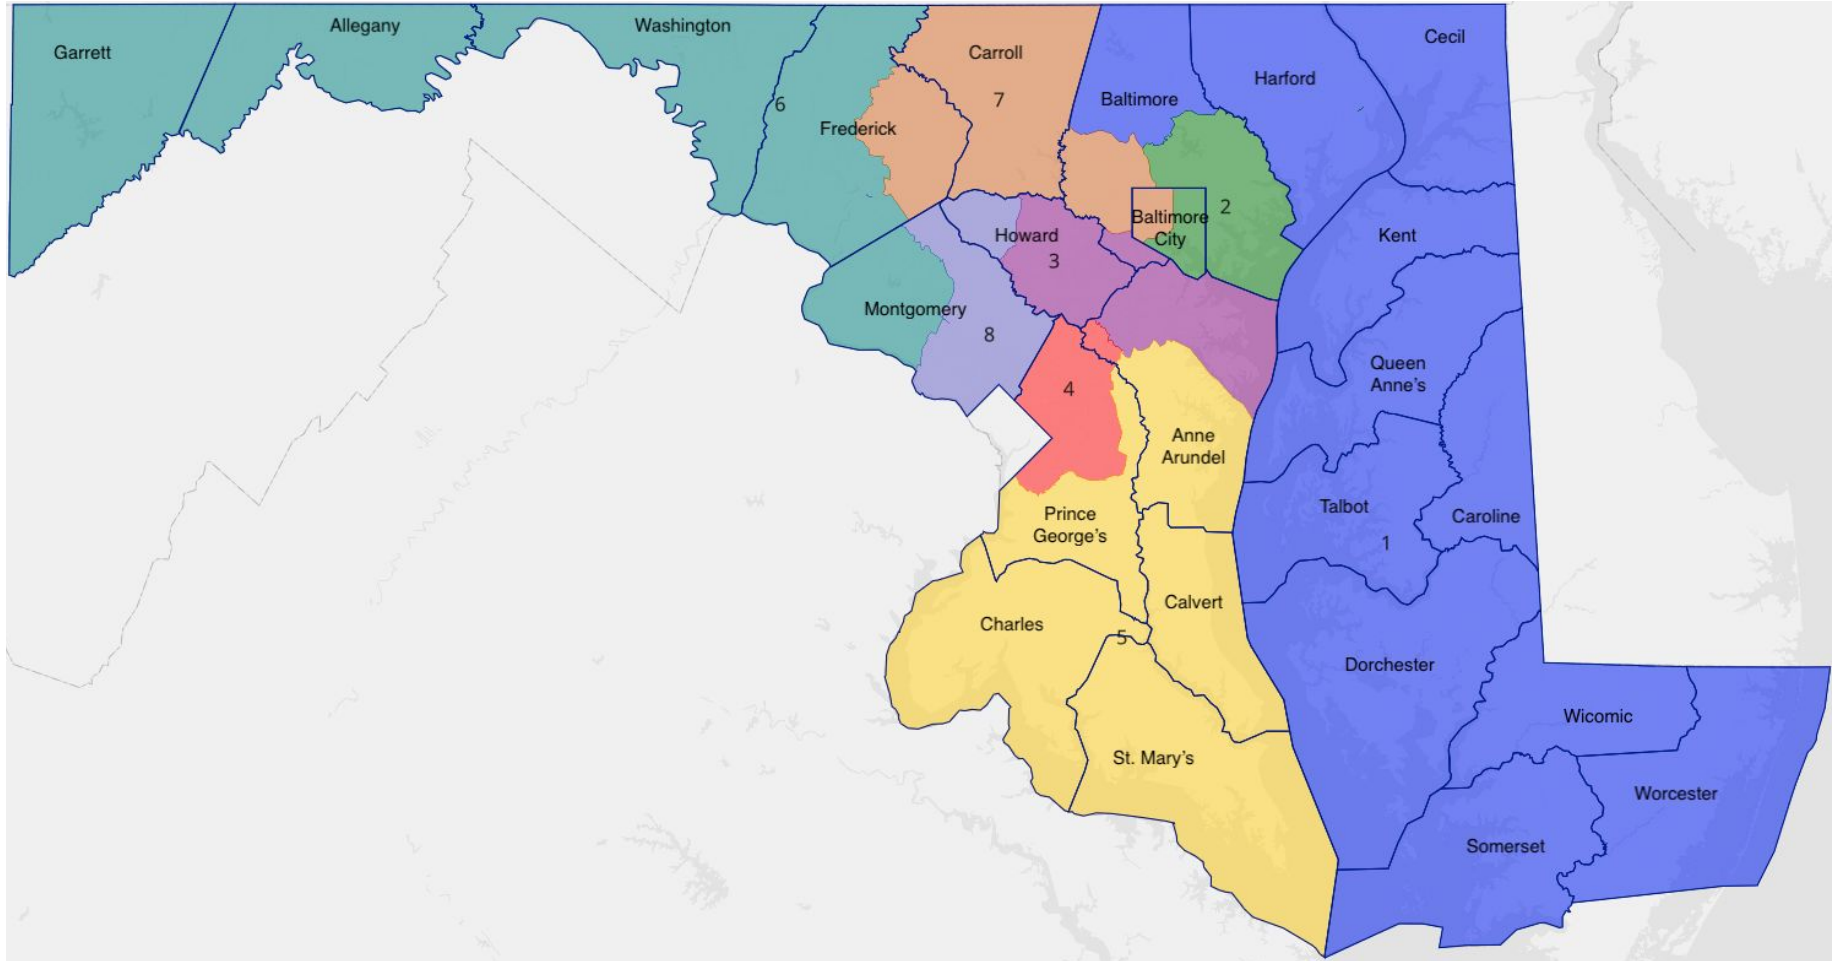 Garrett
Allegany
Washington
6
Frederick
Carroll
7
Baltimore
Harford
Cecil
Baltimore
City
2
Howard
3
Kent
Montgomery
8
4
Queen
Anne's
Anne
Arundel
Talbot
Caroline
1
Prince
George's
Calvert
Charles
5
Dorchester
St. Mary's
Wicomic
Worcester
Somerset